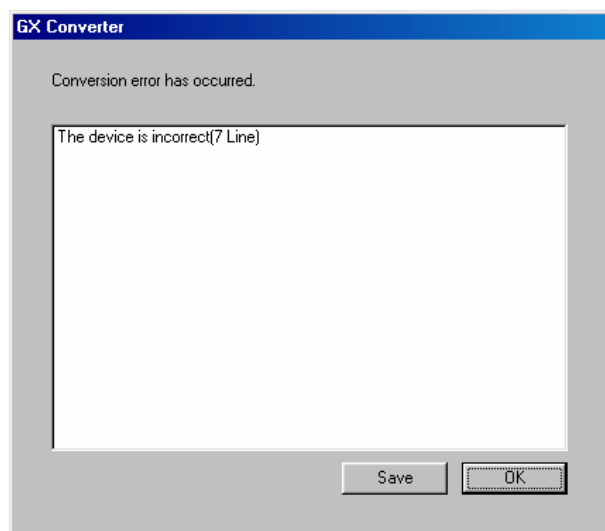 GX Converter
Conversion error has occurred.
The device is incorrect(7 Line)
Save
OK